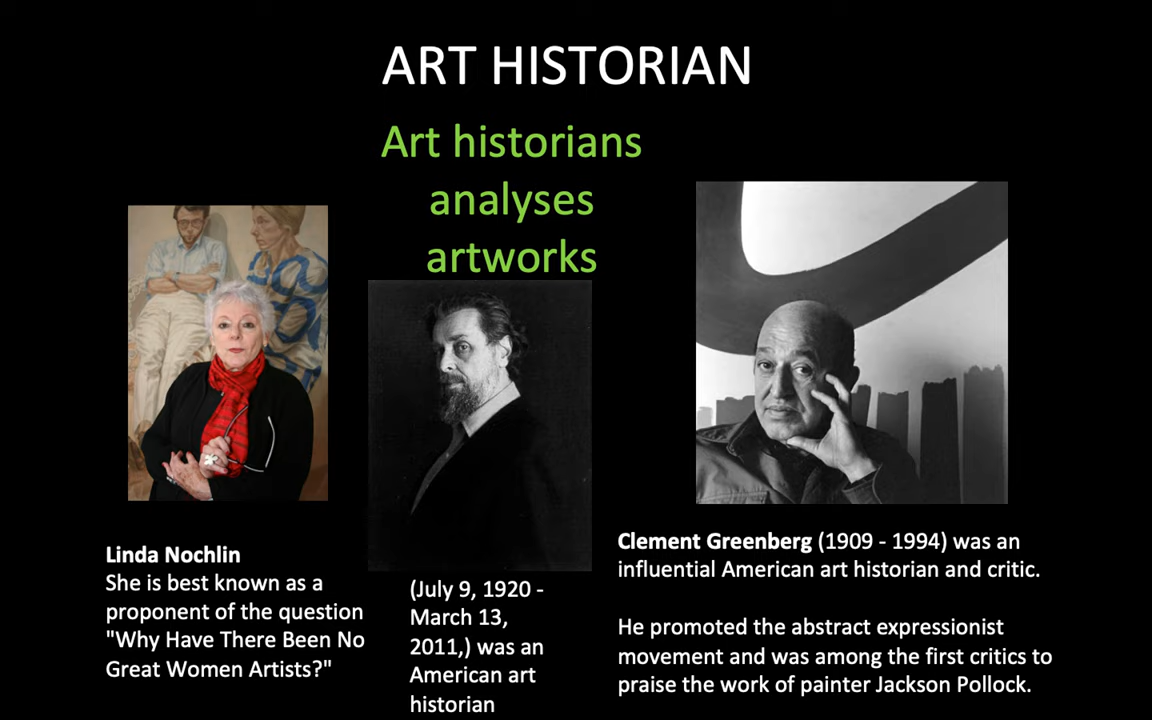 ART HISTORIAN
Art historians
analyses
artworks
Linda Nochlin
She is best known as a
proponent of the question
"Why Have There Been No
Great Women Artists?"
(July 9, 1920 -
March 13,
2011,) was an
American art
historian
Clement Greenberg (1909 - 1994) was an
influential American art historian and critic.
He promoted the abstract expressionist
movement and was among the first critics to
praise the work of painter Jackson Pollock.